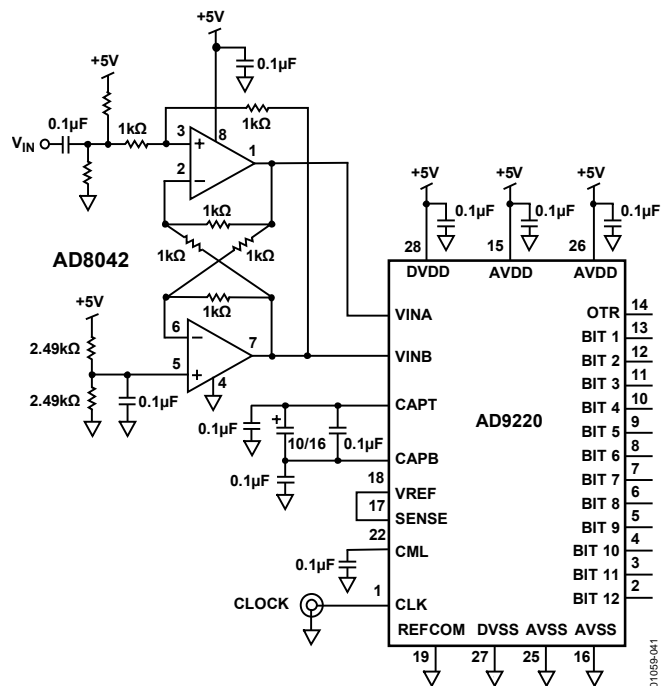 +5V
+5V
0.1µF
0.1µF
VIN
1kΩ
1kΩ
3
+
8
1
2
–
1kΩ
1kΩ
1kΩ
AD8042
1kΩ
+5V
2.49kΩ
2.49kΩ
6
–
7
5
+
4
0.1µF
+5V
+5V
+5V
0.1µF
0.1µF
0.1µF
28
15
26
DVDD
AVDD
AVDD
VINA
VINB
CAPT
0.1µF
+
10/16
0.1µF
CAPB
0.1µF
18
VREF
17
SENSE
22
CML
0.1µF
CLOCK
1
CLK
AD9220
OTR
14
BIT 1
13
BIT 2
12
BIT 3
11
BIT 4
10
BIT 5
9
BIT 6
8
BIT 7
7
BIT 8
6
BIT 9
5
BIT 10
4
BIT 11
3
BIT 12
2
REFCOM
DVSS
AVSS
AVSS
19
27
25
16
01059-041